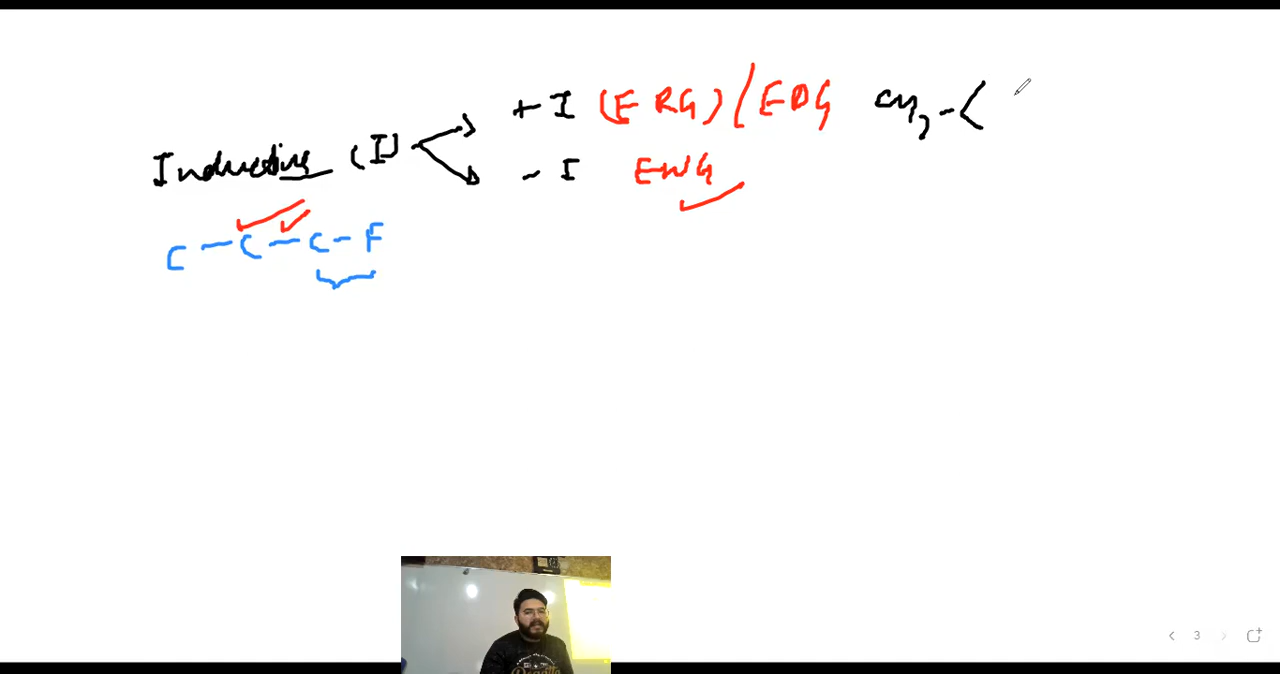 + I (ERG) / EDG CH3 - <
Inductive (I)
- I EWG
C - C - C - F
3